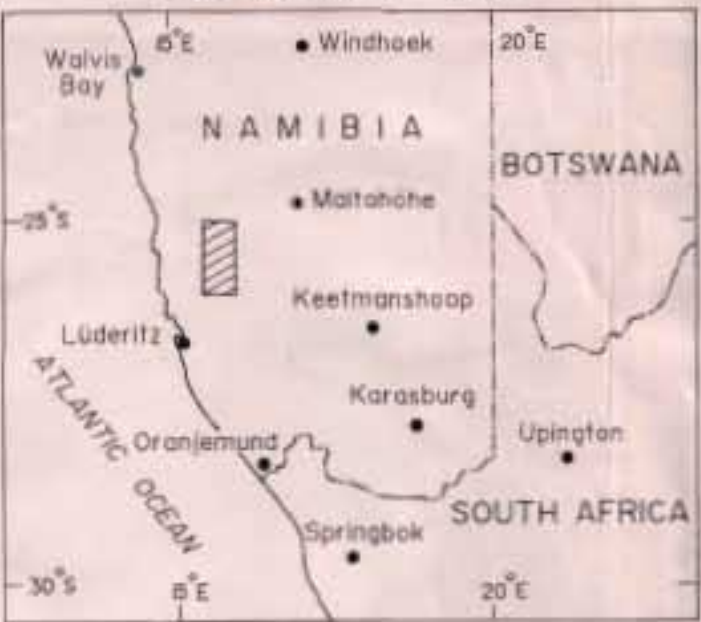 15°E
Windhoek
20°E
Walvis
Bay
NAMIBIA
BOTSWANA
Maltahöhe
25°S
Keetmanshoop
Lüderitz
Karasburg
ATLANTIC OCEAN
Oranjemund
Upington
SOUTH AFRICA
Springbok
30°S
15°E
20°E